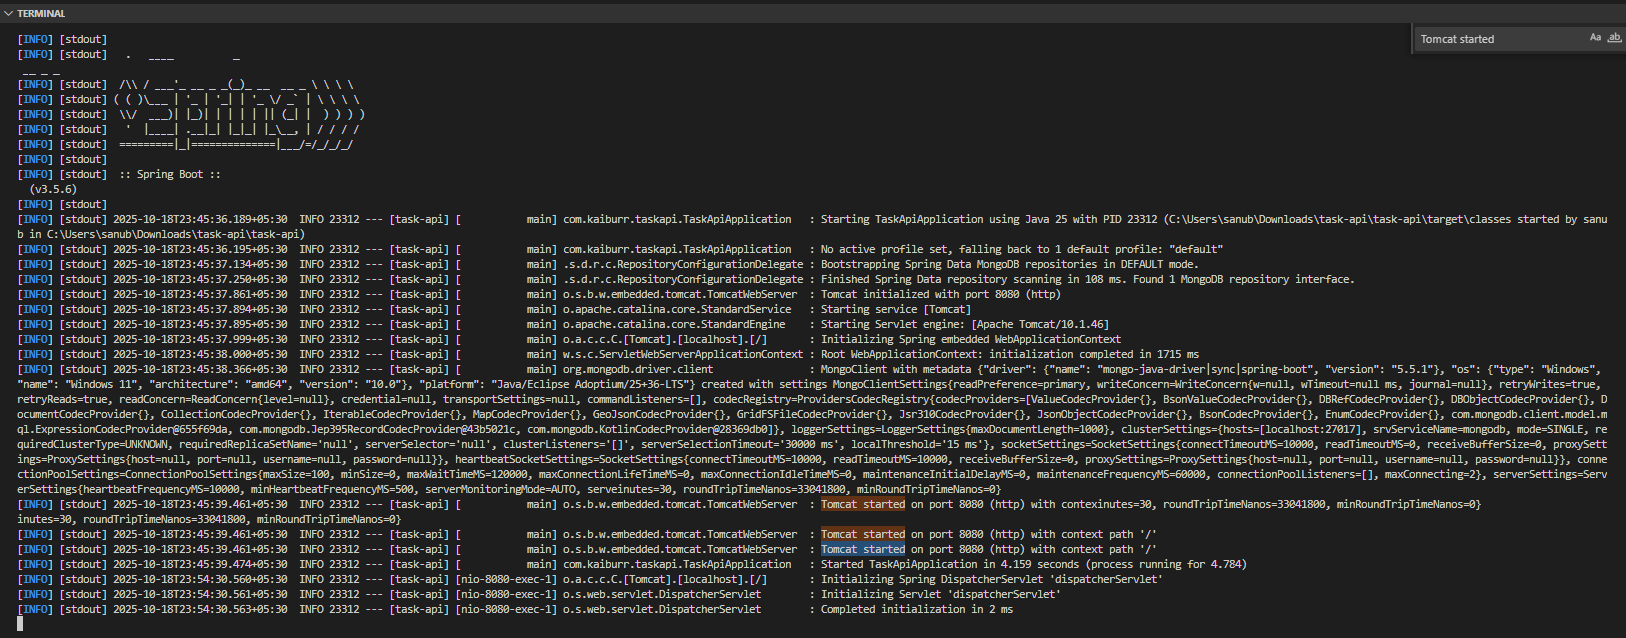 TERMINAL
Tomcat started
Aa
ab
[INFO] [stdout]
[INFO] [stdout]   .   ____          _
 __ _ _
[INFO] [stdout]  /\\ / ___'_ __ _ _(_)_ __  __ _ \ \ \ \
[INFO] [stdout] ( ( )\___ | '_ | '_| | '_ \/ _` | \ \ \ \
[INFO] [stdout]  \\/  ___)| |_)| | | | | || (_| |  ) ) ) )
[INFO] [stdout]   '  |____| .__|_| |_|_| |_\__, | / / / /
[INFO] [stdout]  =========|_|==============|___/=/_/_/_/
[INFO] [stdout]
[INFO] [stdout]  :: Spring Boot ::
  (v3.5.6)
[INFO] [stdout]
[INFO] [stdout] 2025-10-18T23:45:36.189+05:30  INFO 23312 --- [task-api] [           main] com.kaiburr.taskapi.TaskApiApplication   : Starting TaskApiApplication using Java 25 with PID 23312 (C:\Users\sanub\Downloads\task-api\task-api\target\classes started by sanu
b in C:\Users\sanub\Downloads\task-api\task-api)
[INFO] [stdout] 2025-10-18T23:45:36.195+05:30  INFO 23312 --- [task-api] [           main] com.kaiburr.taskapi.TaskApiApplication   : No active profile set, falling back to 1 default profile: "default"
[INFO] [stdout] 2025-10-18T23:45:37.134+05:30  INFO 23312 --- [task-api] [           main] .s.d.r.c.RepositoryConfigurationDelegate : Bootstrapping Spring Data MongoDB repositories in DEFAULT mode.
[INFO] [stdout] 2025-10-18T23:45:37.250+05:30  INFO 23312 --- [task-api] [           main] .s.d.r.c.RepositoryConfigurationDelegate : Finished Spring Data repository scanning in 108 ms. Found 1 MongoDB repository interface.
[INFO] [stdout] 2025-10-18T23:45:37.861+05:30  INFO 23312 --- [task-api] [           main] o.s.b.w.embedded.tomcat.TomcatWebServer  : Tomcat initialized with port 8080 (http)
[INFO] [stdout] 2025-10-18T23:45:37.894+05:30  INFO 23312 --- [task-api] [           main] o.apache.catalina.core.StandardService   : Starting service [Tomcat]
[INFO] [stdout] 2025-10-18T23:45:37.895+05:30  INFO 23312 --- [task-api] [           main] o.apache.catalina.core.StandardEngine    : Starting Servlet engine: [Apache Tomcat/10.1.46]
[INFO] [stdout] 2025-10-18T23:45:37.999+05:30  INFO 23312 --- [task-api] [           main] o.a.c.c.C.[Tomcat].[localhost].[/]       : Initializing Spring embedded WebApplicationContext
[INFO] [stdout] 2025-10-18T23:45:38.000+05:30  INFO 23312 --- [task-api] [           main] w.s.c.ServletWebServerApplicationContext : Root WebApplicationContext: initialization completed in 1715 ms
[INFO] [stdout] 2025-10-18T23:45:38.366+05:30  INFO 23312 --- [task-api] [           main] org.mongodb.driver.client                : MongoClient with metadata {"driver": {"name": "mongo-java-driver|sync|spring-boot", "version": "5.5.1"}, "os": {"type": "Windows",
"name": "Windows 11", "architecture": "amd64", "version": "10.0"}, "platform": "Java/Eclipse Adoptium/25+36-LTS"} created with settings MongoClientSettings{readPreference=primary, writeConcern=WriteConcern{w=null, wTimeout=null ms, journal=null}, retryWrites=true,
retryReads=true, readConcern=ReadConcern{level=null}, credential=null, transportSettings=null, commandListeners=[], codecRegistry=ProvidersCodecRegistry{codecProviders=[ValueCodecProvider{}, BsonValueCodecProvider{}, DBRefCodecProvider{}, DBObjectCodecProvider{}, D
ocumentCodecProvider{}, CollectionCodecProvider{}, IterableCodecProvider{}, MapCodecProvider{}, GeoJsonCodecProvider{}, GridFSFileCodecProvider{}, Jsr310CodecProvider{}, JsonObjectCodecProvider{}, BsonCodecProvider{}, EnumCodecProvider{}, com.mongodb.client.model.m
ql.ExpressionCodecProvider@655f69da, com.mongodb.Jep395RecordCodecProvider@43b5021c, com.mongodb.KotlinCodecProvider@28369db0]}, loggerSettings=LoggerSettings{maxDocumentLength=1000}, clusterSettings={hosts=[localhost:27017], srvServiceName=mongodb, mode=SINGLE, re
quiredClusterType=UNKNOWN, requiredReplicaSetName='null', serverSelector='null', clusterListeners='[]', serverSelectionTimeout='30000 ms', localThreshold='15 ms'}, socketSettings=SocketSettings{connectTimeoutMS=10000, readTimeoutMS=0, receiveBufferSize=0, proxySett
ings=ProxySettings{host=null, port=null, username=null, password=null}}, heartbeatSocketSettings=SocketSettings{connectTimeoutMS=10000, readTimeoutMS=10000, receiveBufferSize=0, proxySettings=ProxySettings{host=null, port=null, username=null, password=null}}, conne
ctionPoolSettings=ConnectionPoolSettings{maxSize=100, minSize=0, maxWaitTimeMS=120000, maxConnectionLifeTimeMS=0, maxConnectionIdleTimeMS=0, maintenanceInitialDelayMS=0, maintenanceFrequencyMS=60000, connectionPoolListeners=[], maxConnecting=2}, serverSettings=Serv
erSettings{heartbeatFrequencyMS=10000, minHeartbeatFrequencyMS=500, serverMonitoringMode=AUTO, serveinutes=30, roundTripTimeNanos=33041800, minRoundTripTimeNanos=0}
[INFO] [stdout] 2025-10-18T23:45:39.461+05:30  INFO 23312 --- [task-api] [           main] o.s.b.w.embedded.tomcat.TomcatWebServer  : Tomcat started on port 8080 (http) with contexinutes=30, roundTripTimeNanos=33041800, minRoundTripTimeNanos=0}
inutes=30, roundTripTimeNanos=33041800, minRoundTripTimeNanos=0}
[INFO] [stdout] 2025-10-18T23:45:39.461+05:30  INFO 23312 --- [task-api] [           main] o.s.b.w.embedded.tomcat.TomcatWebServer  : Tomcat started on port 8080 (http) with context path '/'
[INFO] [stdout] 2025-10-18T23:45:39.461+05:30  INFO 23312 --- [task-api] [           main] o.s.b.w.embedded.tomcat.TomcatWebServer  : Tomcat started on port 8080 (http) with context path '/'
[INFO] [stdout] 2025-10-18T23:45:39.474+05:30  INFO 23312 --- [task-api] [           main] com.kaiburr.taskapi.TaskApiApplication   : Started TaskApiApplication in 4.159 seconds (process running for 4.784)
[INFO] [stdout] 2025-10-18T23:54:30.560+05:30  INFO 23312 --- [task-api] [nio-8080-exec-1] o.a.c.c.C.[Tomcat].[localhost].[/]       : Initializing Spring DispatcherServlet 'dispatcherServlet'
[INFO] [stdout] 2025-10-18T23:54:30.561+05:30  INFO 23312 --- [task-api] [nio-8080-exec-1] o.s.web.servlet.DispatcherServlet        : Initializing Servlet 'dispatcherServlet'
[INFO] [stdout] 2025-10-18T23:54:30.563+05:30  INFO 23312 --- [task-api] [nio-8080-exec-1] o.s.web.servlet.DispatcherServlet        : Completed initialization in 2 ms